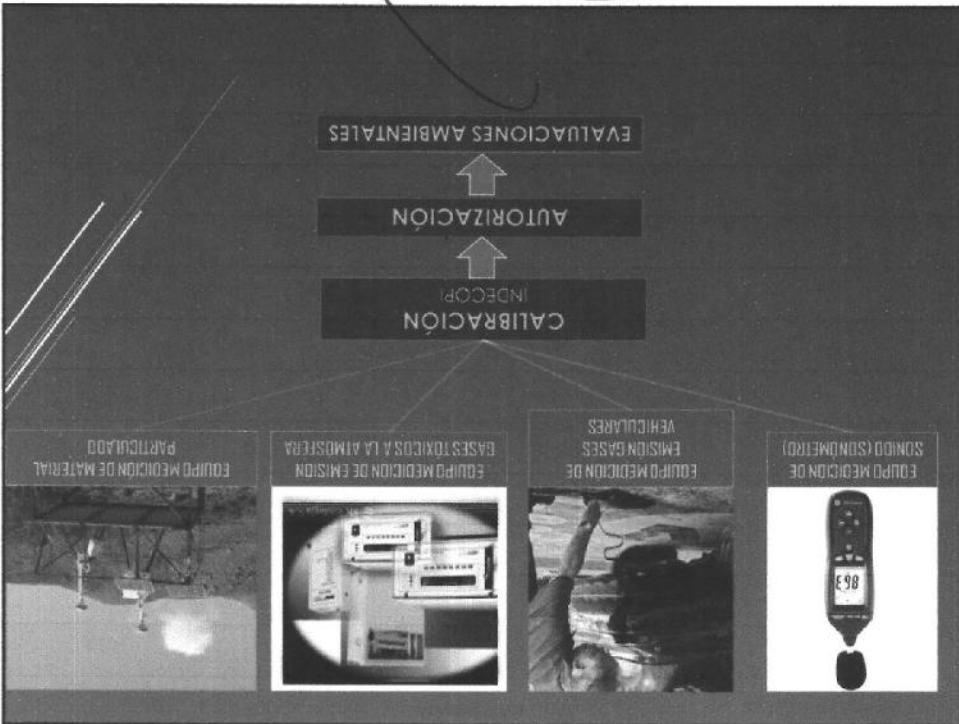 EQUIPO MEDICIÓN DE
SONIDO (SONÓMETRO)
EQUIPO MEDICIÓN DE
EMISIÓN GASES
VEHICULARES
EQUIPO MEDICIÓN DE EMISIÓN
GASES TÓXICOS A LA ATMOSFERA
EQUIPO MEDICIÓN DE MATERIAL
PARTICULADO
CALIBRACIÓN
INDECOPI
AUTORIZACIÓN
EVALUACIONES AMBIENTALES